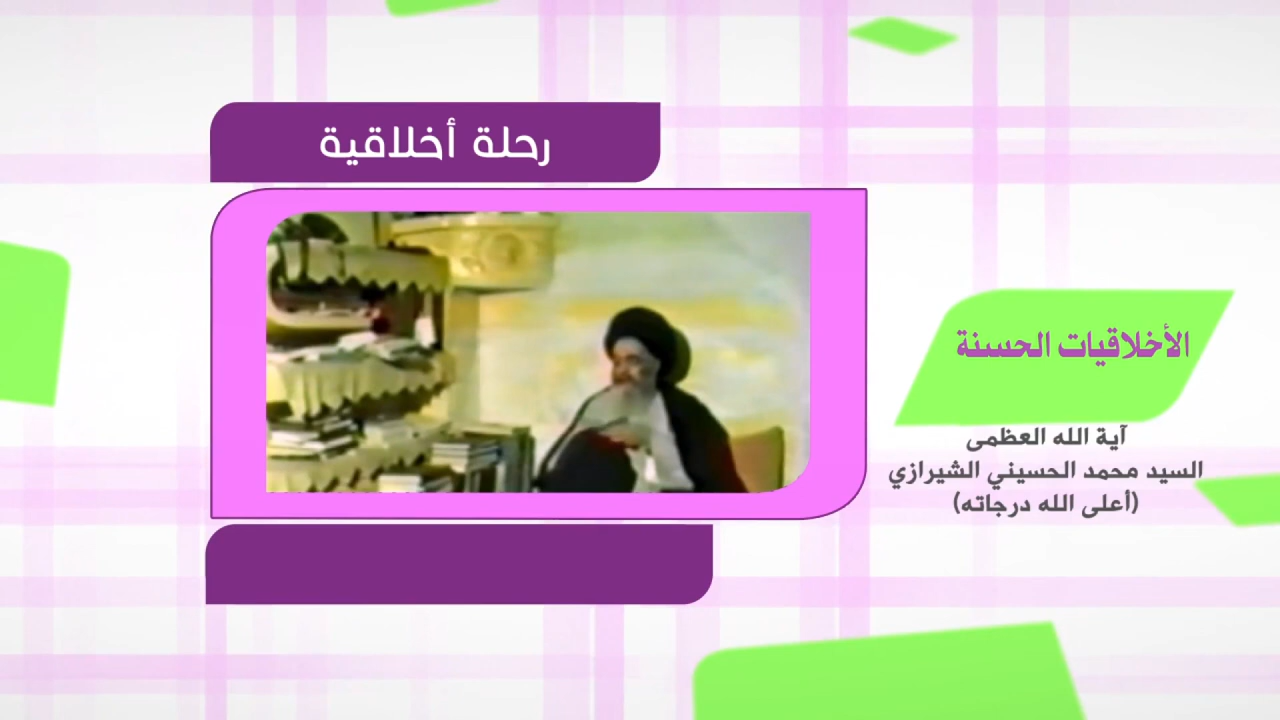 رحلة أخلاقية
الأخلاقيات الحسنة
آية الله العظمى
السيد محمد الحسيني الشيرازي
(أعلى الله درجاته)